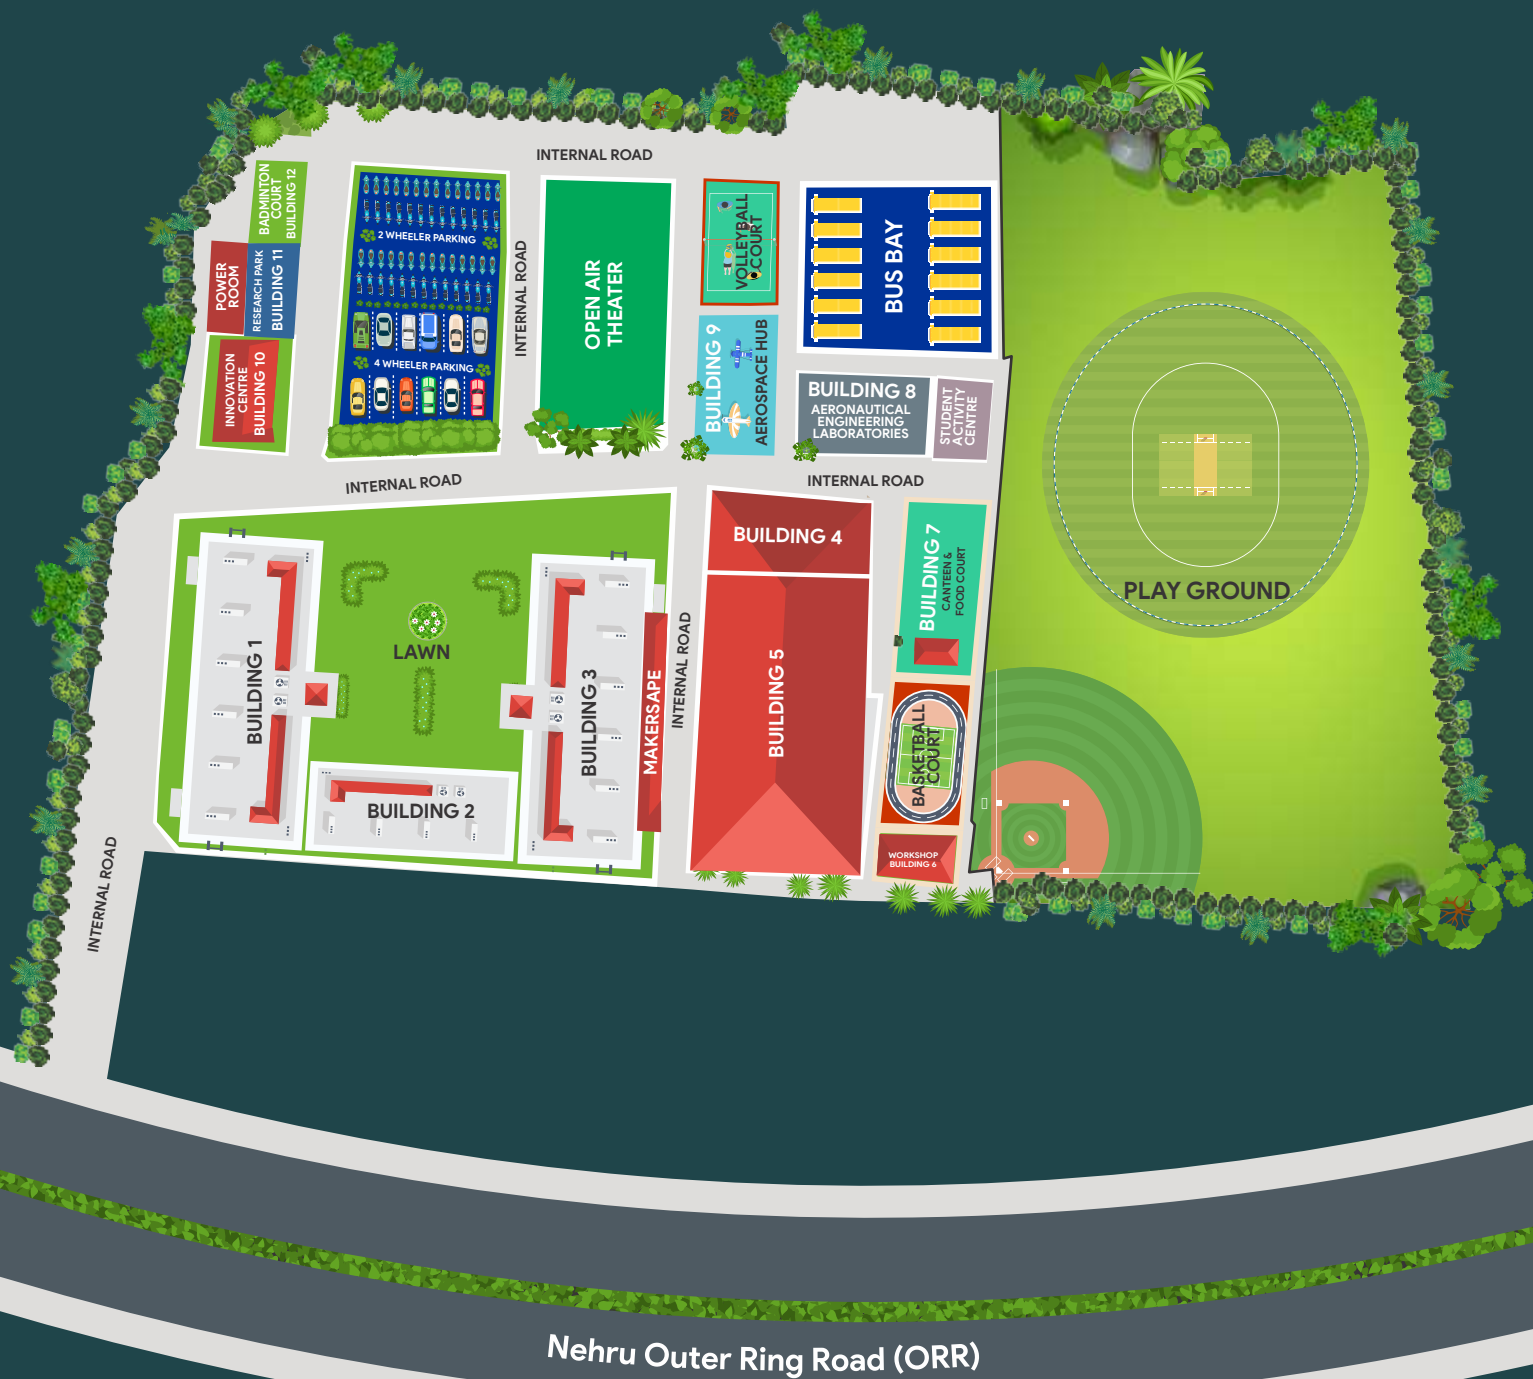 INTERNAL ROAD
BADMINTON
COURT
BUILDING 12
POWER
ROOM
RESEARCH PARK
BUILDING 11
INNOVATION
CENTRE
BUILDING 10
2 WHEELER PARKING
4 WHEELER PARKING
INTERNAL ROAD
OPEN AIR
THEATER
VOLLEYBALL
COURT
BUS BAY
BUILDING 9
AEROSPACE HUB
BUILDING 8
AERONAUTICAL
ENGINEERING
LABORATORIES
STUDENT
ACTIVITY
CENTRE
INTERNAL ROAD
INTERNAL ROAD
BUILDING 1
LAWN
BUILDING 2
BUILDING 3
MAKERSAPE
INTERNAL ROAD
BUILDING 4
BUILDING 5
BUILDING 7
CANTEEN &
FOOD COURT
BASKETBALL
COURT
WORKSHOP
BUILDING 6
PLAY GROUND
INTERNAL ROAD
Nehru Outer Ring Road (ORR)